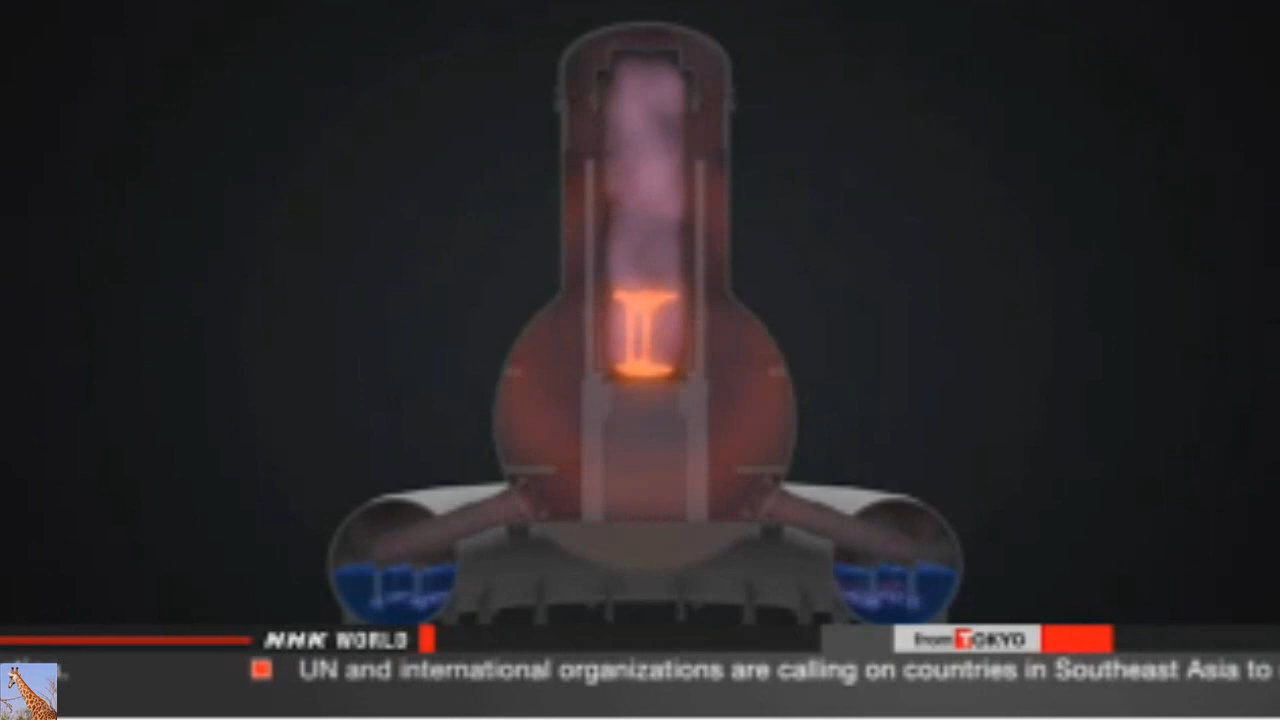 NHK WORLD
from TOKYO
UN and international organizations are calling on countries in Southeast Asia to